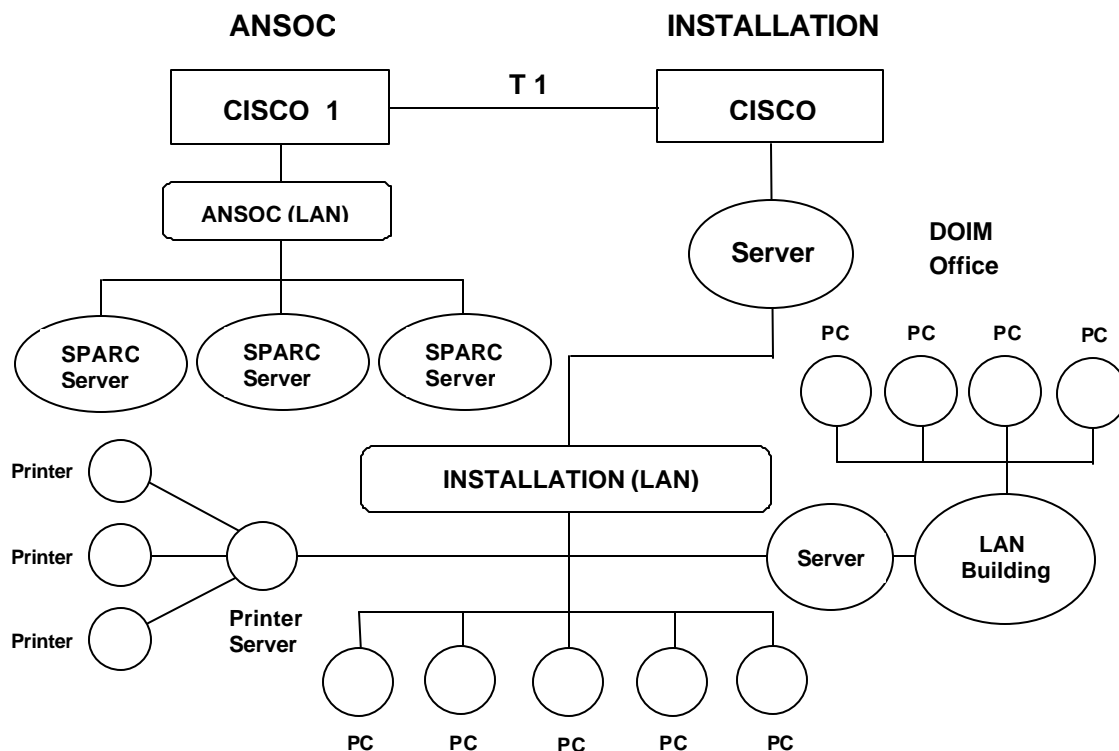 ANSOC
INSTALLATION
T 1
CISCO 1
CISCO
ANSOC (LAN)
Server
DOIM
Office
SPARC
Server
SPARC
Server
SPARC
Server
PC
PC
PC
PC
Printer
INSTALLATION (LAN)
Printer
Server
LAN
Building
Printer
Printer
Server
PC
PC
PC
PC
PC